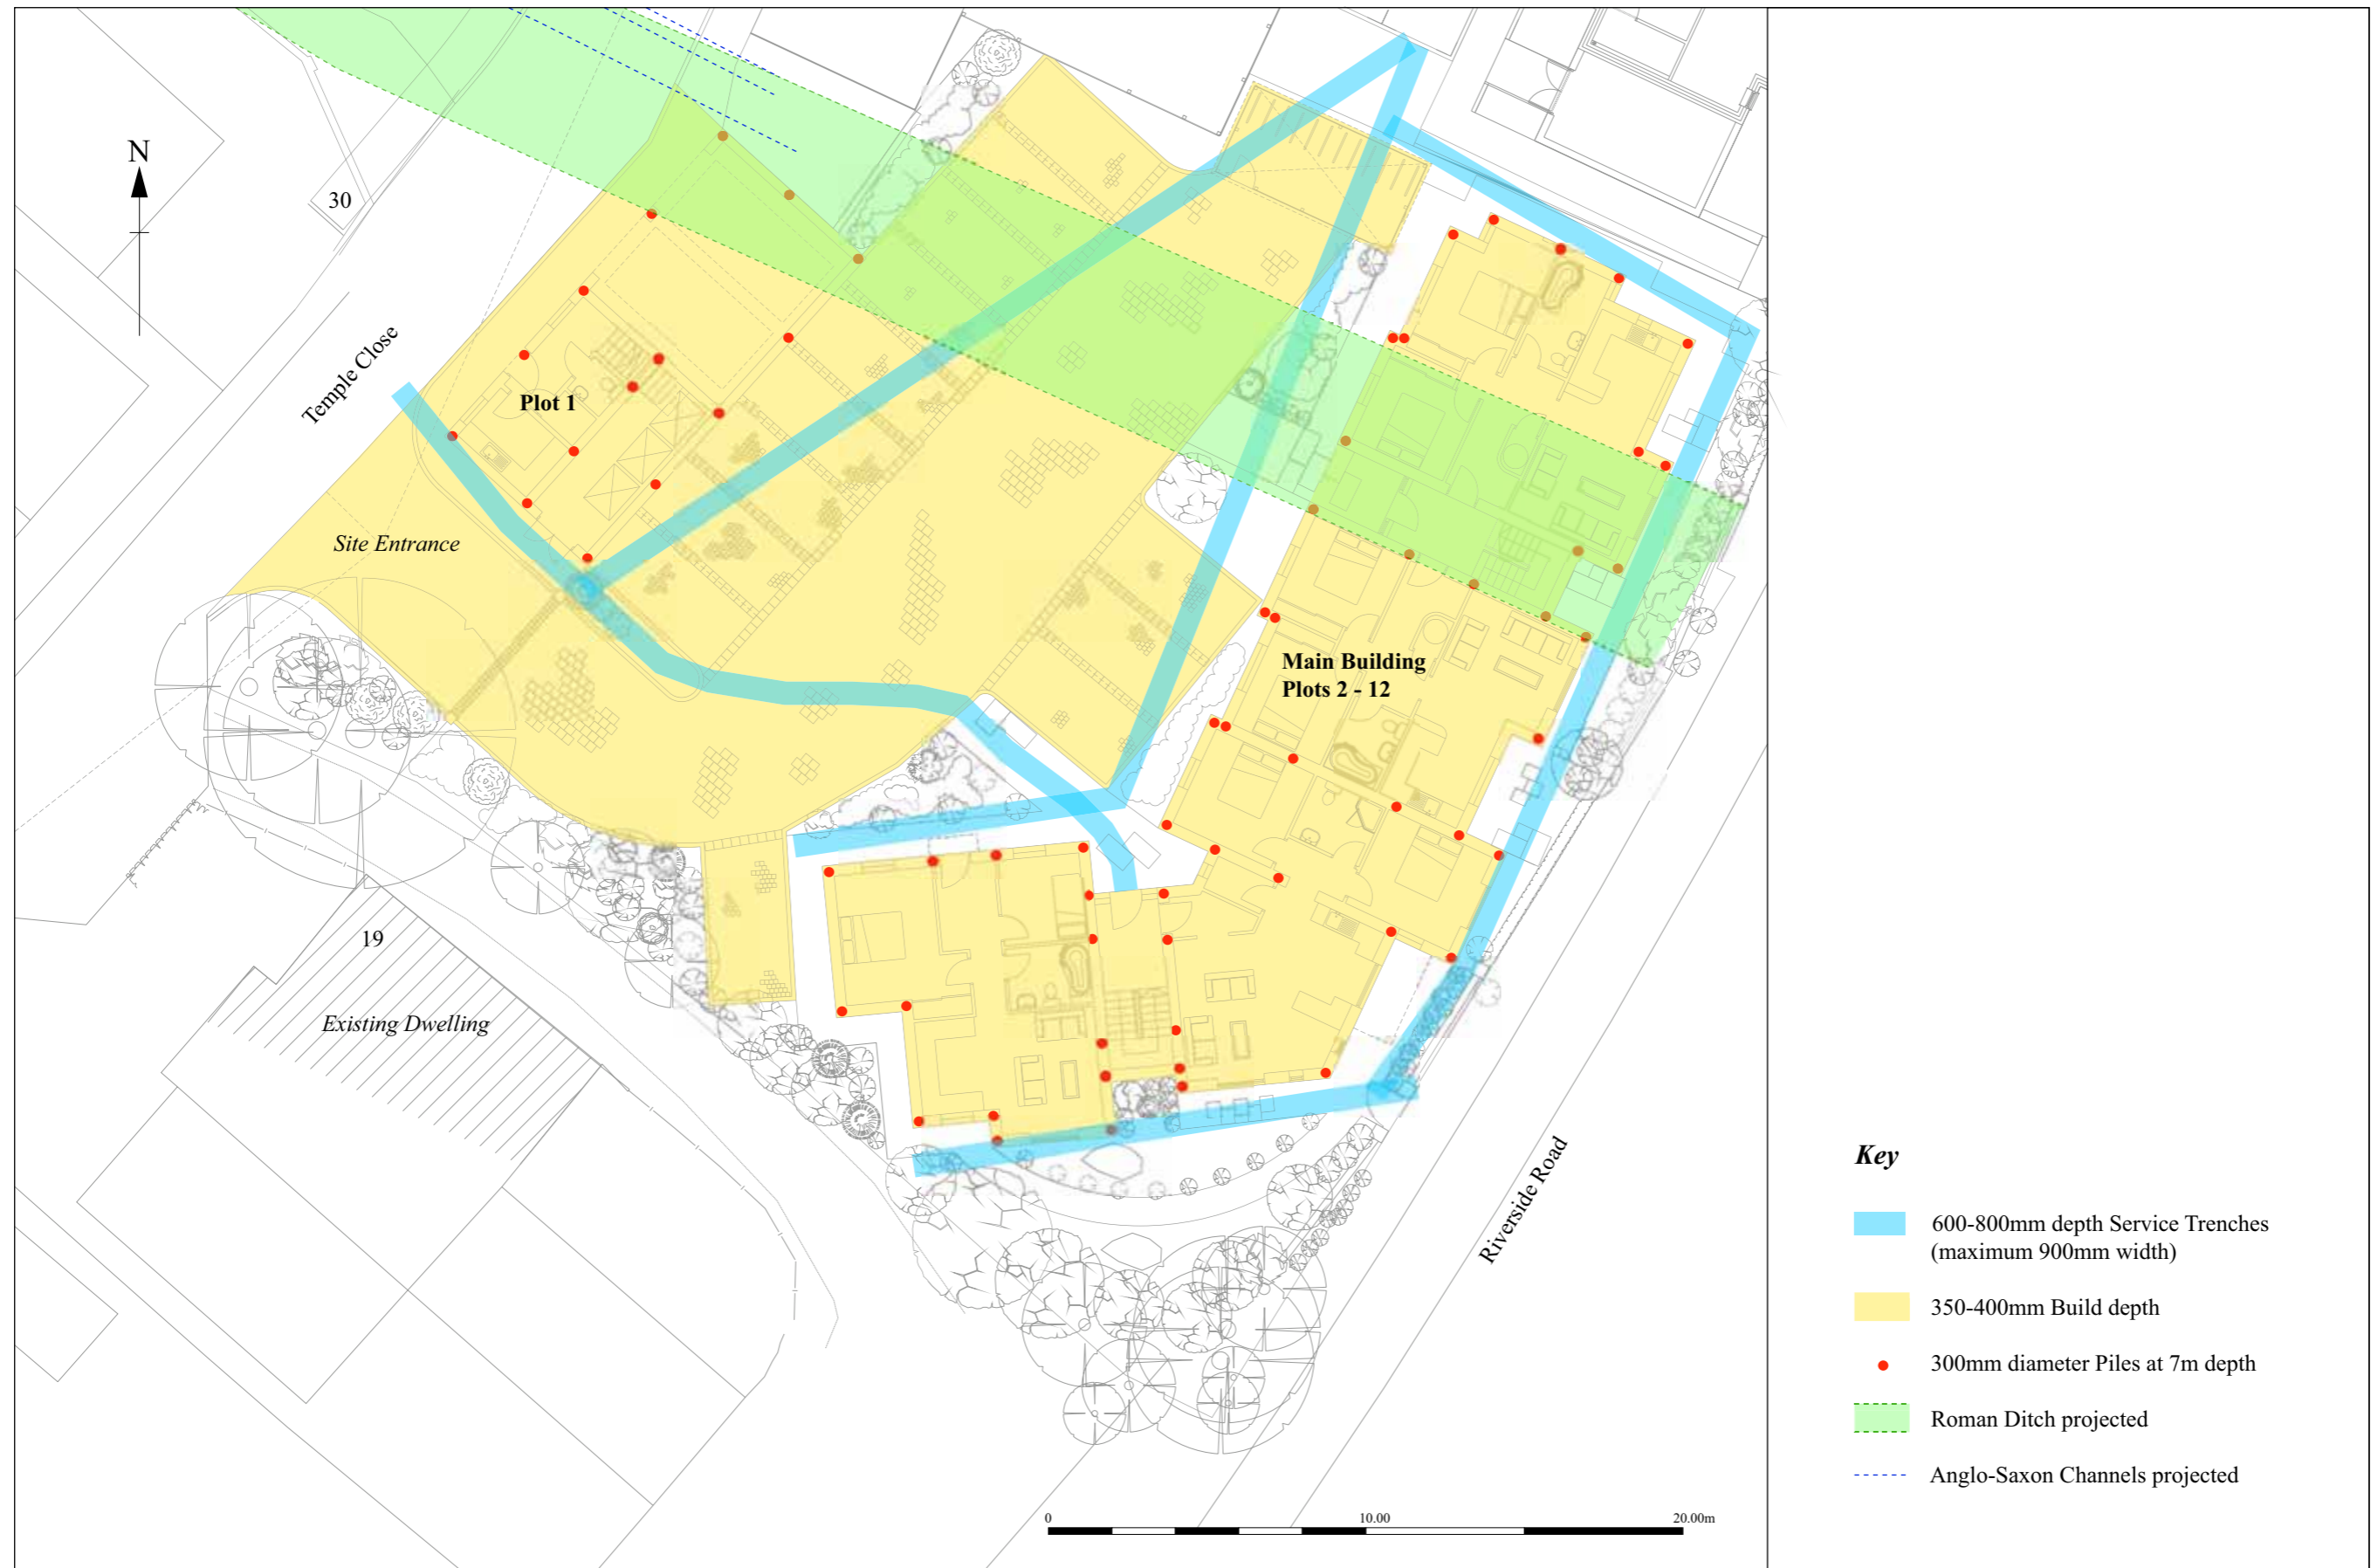 N
30
Temple Close
Plot 1
Site Entrance
Main Building
Plots 2 - 12
19
Existing Dwelling
Riverside Road
0
10.00
20.00m
Key
600-800mm depth Service Trenches
(maximum 900mm width)
350-400mm Build depth
300mm diameter Piles at 7m depth
Roman Ditch projected
Anglo-Saxon Channels projected